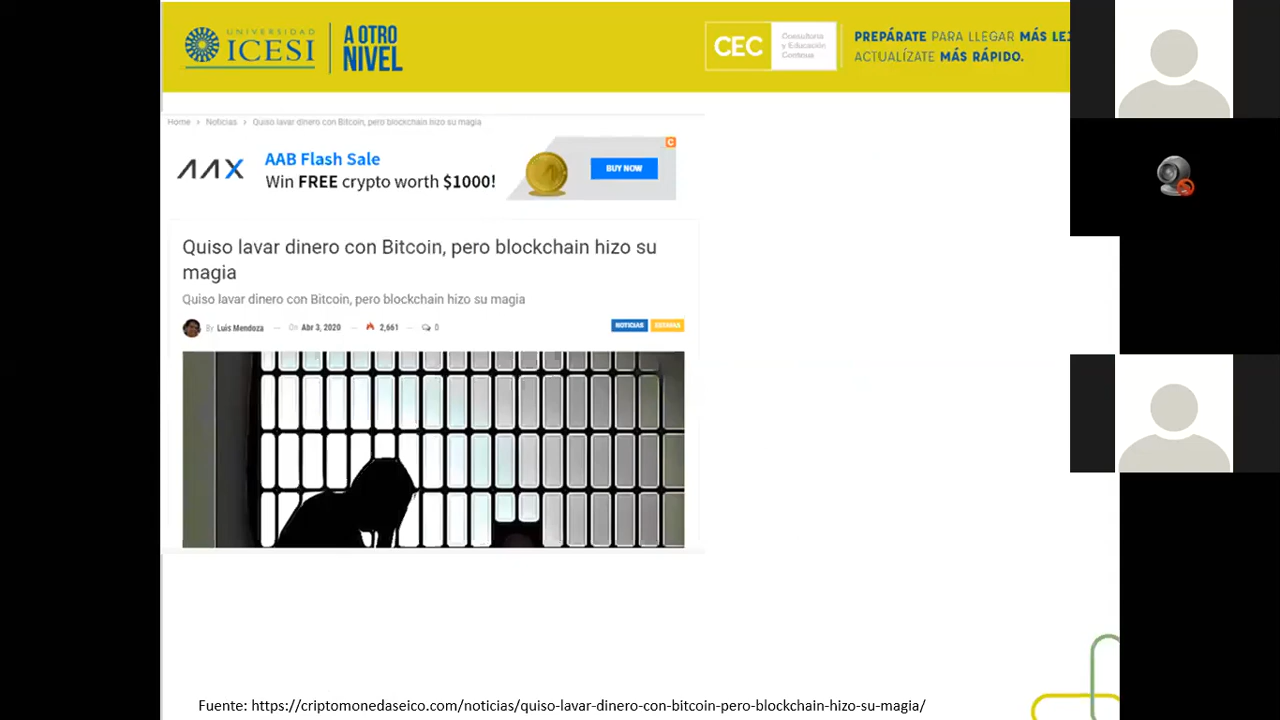 UNIVERSIDAD
ICESI
A OTRO
NIVEL
CEC
Consultoría
y Educación
Continua
PREPÁRATE PARA LLEGAR MÁS
ACTUALÍZATE MÁS RÁPIDO.
Home > Noticias > Quiso lavar dinero con Bitcoin, pero blockchain hizo su magia
AAX
AAB Flash Sale
Win FREE crypto worth $1000!
BUY NOW
Quiso lavar dinero con Bitcoin, pero blockchain hizo su
magia
Quiso lavar dinero con Bitcoin, pero blockchain hizo su magia
By Luis Mendoza — On Abr 3, 2020 — 2,661 — 0
NOTICIAS
Fuente: https://criptomonedaseico.com/noticias/quiso-lavar-dinero-con-bitcoin-pero-blockchain-hizo-su-magia/